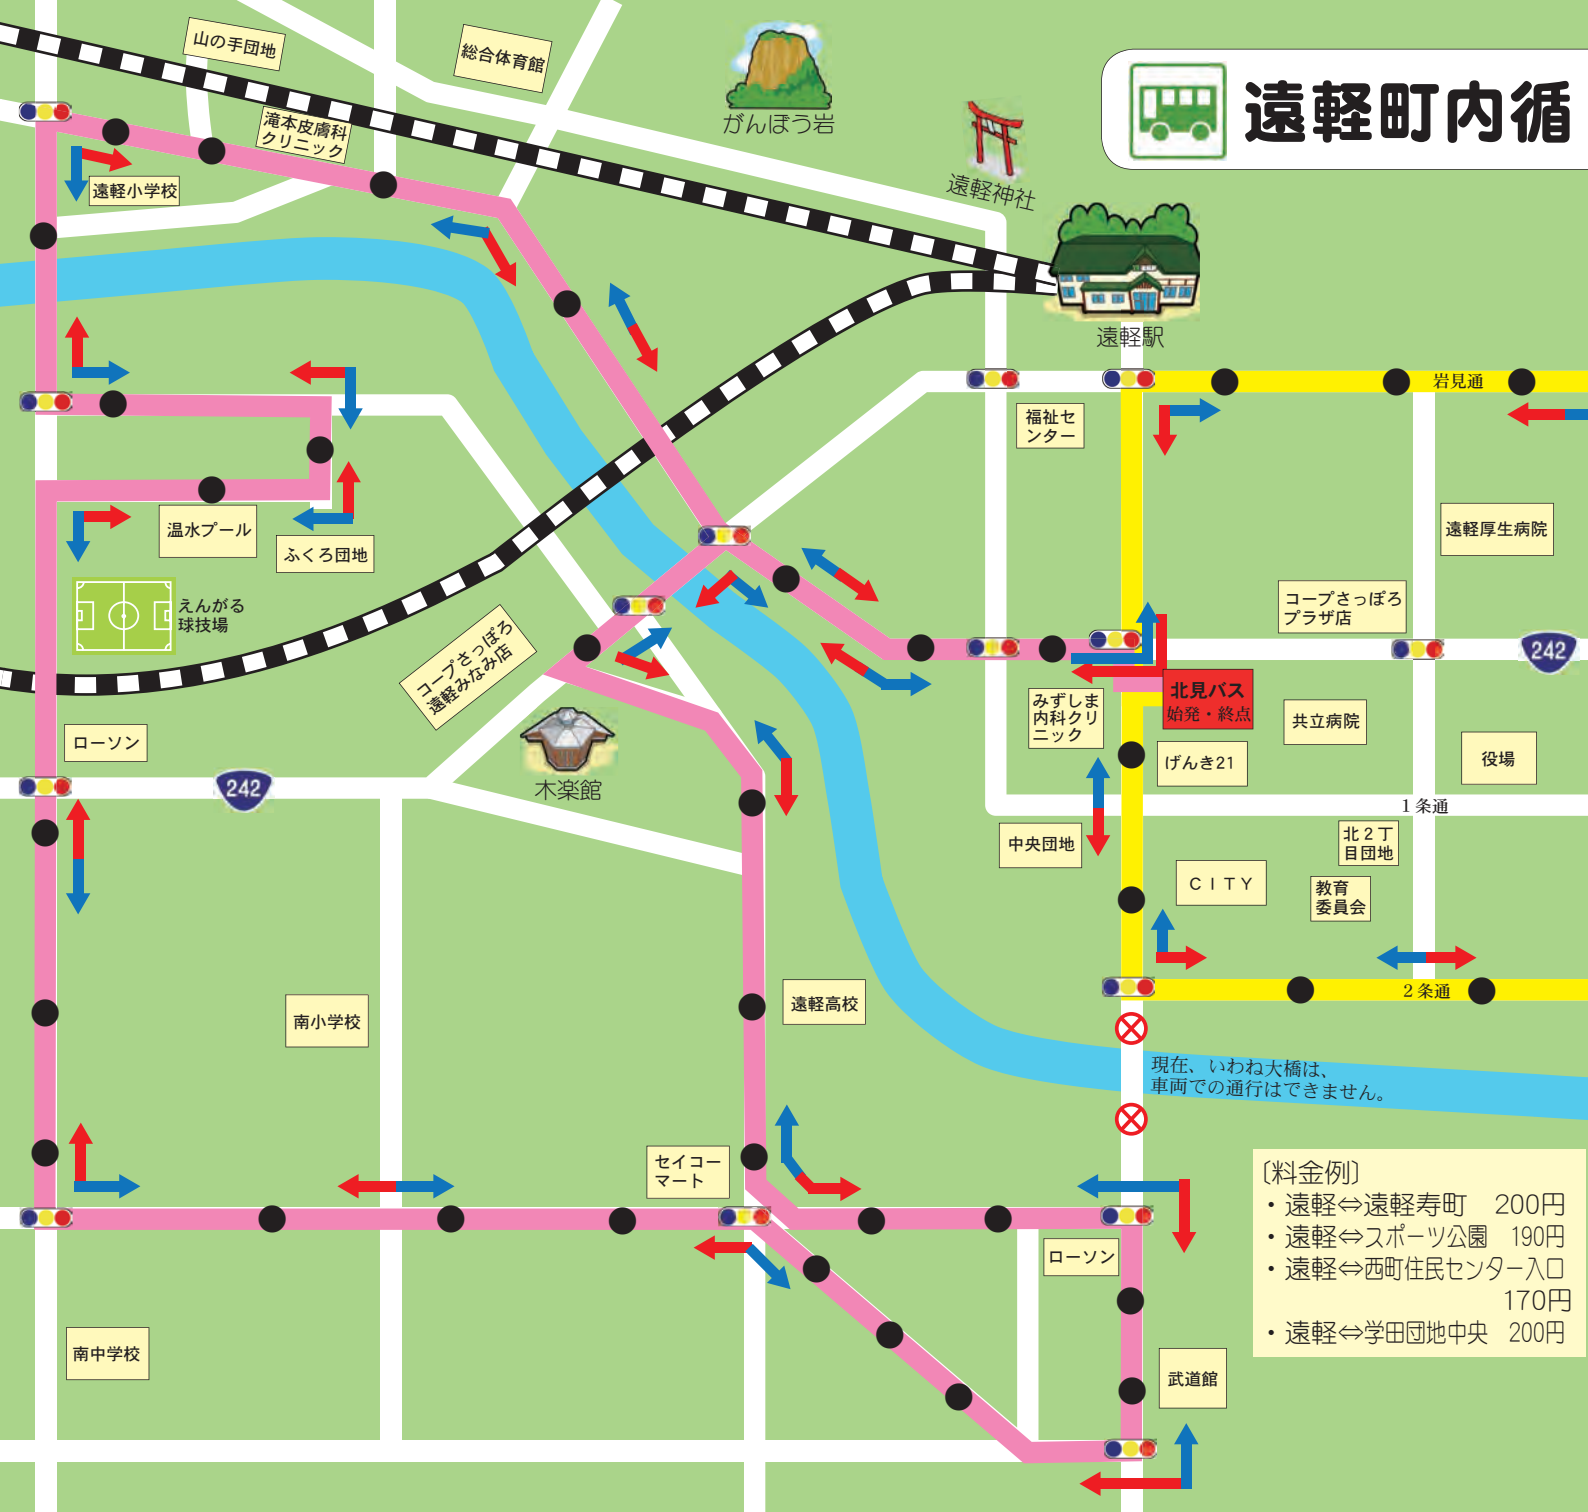 遠軽町内循
山の手団地
総合体育館
がんぼう岩
滝本皮膚科
クリニック
遠軽神社
遠軽小学校
遠軽駅
岩見通
福祉セ
ンター
遠軽厚生病院
温水プール
ふくろ団地
えんがる
球技場
コープさっぽろ
プラザ店
コープさっぽろ
遠軽みなみ店
242
北見バス
始発・終点
みずしま
内科クリ
ニック
共立病院
ローソン
げんき21
役場
242
木楽館
1条通
中央団地
北2丁
目団地
CITY
教育
委員会
遠軽高校
2条通
南小学校
現在、いわね大橋は、
車両での通行はできません。
セイコー
マート
〔料金例〕
・遠軽⇔遠軽寿町 200円
・遠軽⇔スポーツ公園 190円
・遠軽⇔西町住民センター入口
170円
・遠軽⇔学田団地中央 200円
ローソン
南中学校
武道館